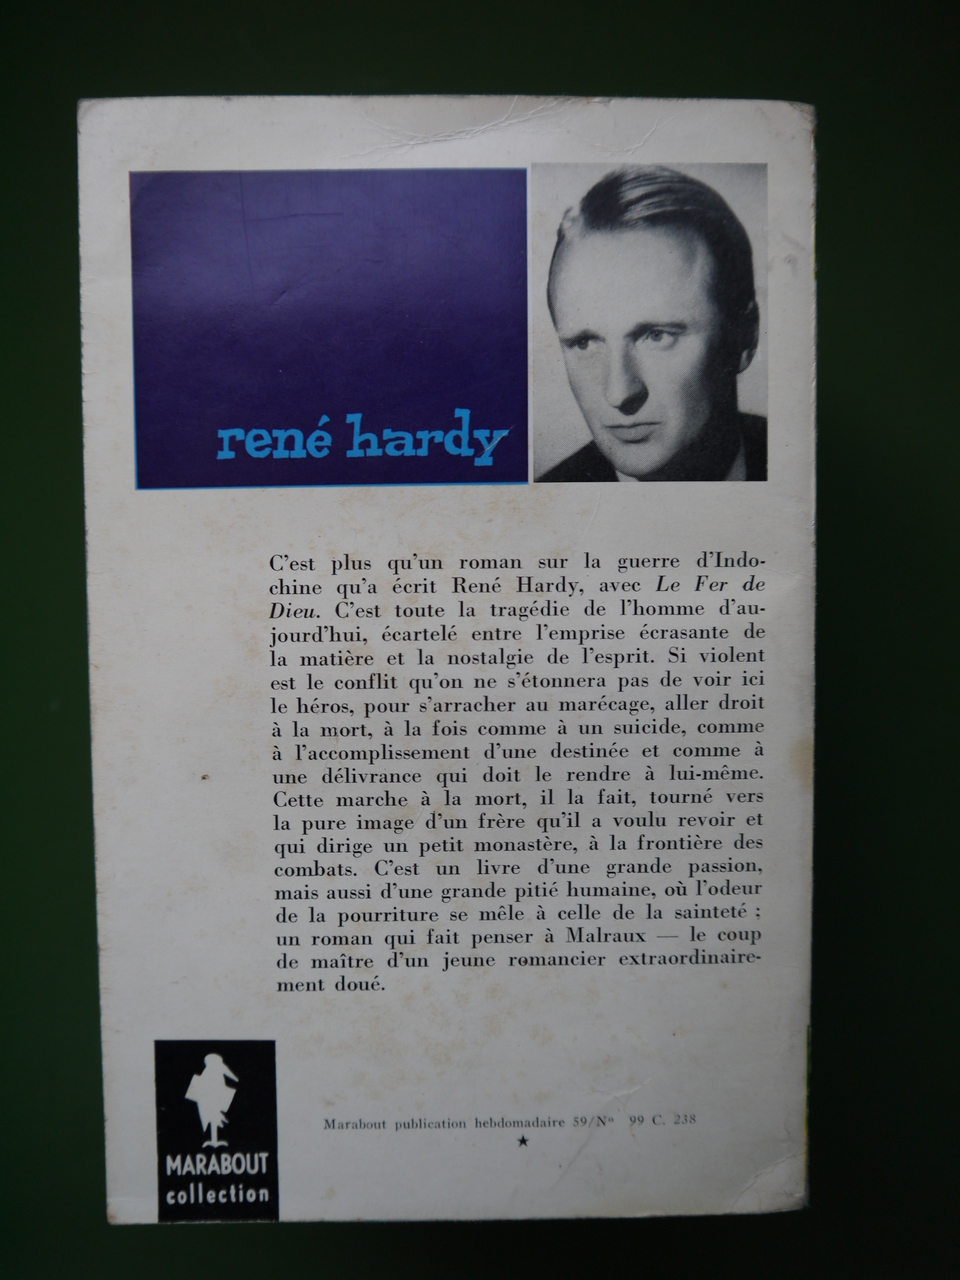 rené hardy
C'est plus qu'un roman sur la guerre d'Indo-
chine qu'a écrit René Hardy, avec Le Fer de
Dieu. C'est toute la tragédie de l'homme d'au-
jourd'hui, écartelé entre l'emprise écrasante de
la matière et la nostalgie de l'esprit. Si violent
est le conflit qu'on ne s'étonnera pas de voir ici
le héros, pour s'arracher au marécage, aller droit
à la mort, à la fois comme à un suicide, comme
à l'accomplissement d'une destinée et comme à
une délivrance qui doit le rendre à lui-même.
Cette marche à la mort, il la fait, tourné vers
la pure image d'un frère qu'il a voulu revoir et
qui dirige un petit monastère, à la frontière des
combats. C'est un livre d'une grande passion,
mais aussi d'une grande pitié humaine, où l'odeur
de la pourriture se mêle à celle de la sainteté ;
un roman qui fait penser à Malraux — le coup
de maître d'un jeune romancier extraordinaire-
ment doué.
Marabout publication hebdomadaire 59/N° 99 C. 238
MARABOUT
collection